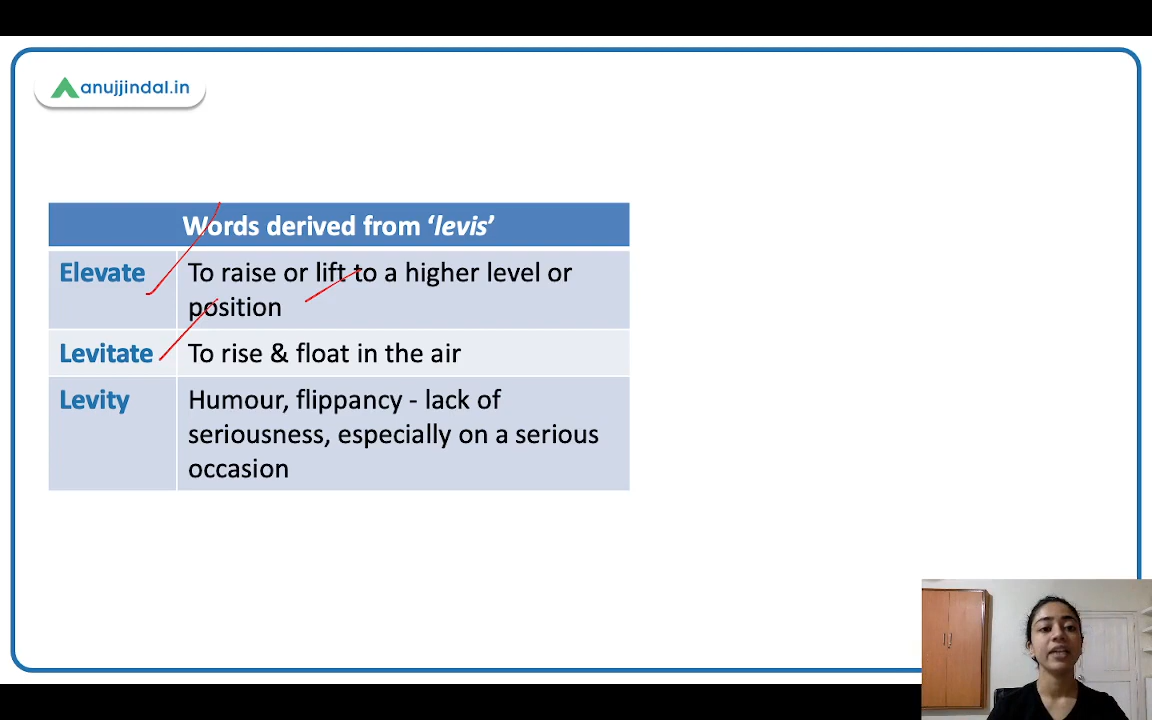 anujjindal.in
Words derived from ‘levis’
Elevate
To raise or lift to a higher level or
position
Levitate
To rise & float in the air
Levity
Humour, flippancy - lack of
seriousness, especially on a serious
occasion